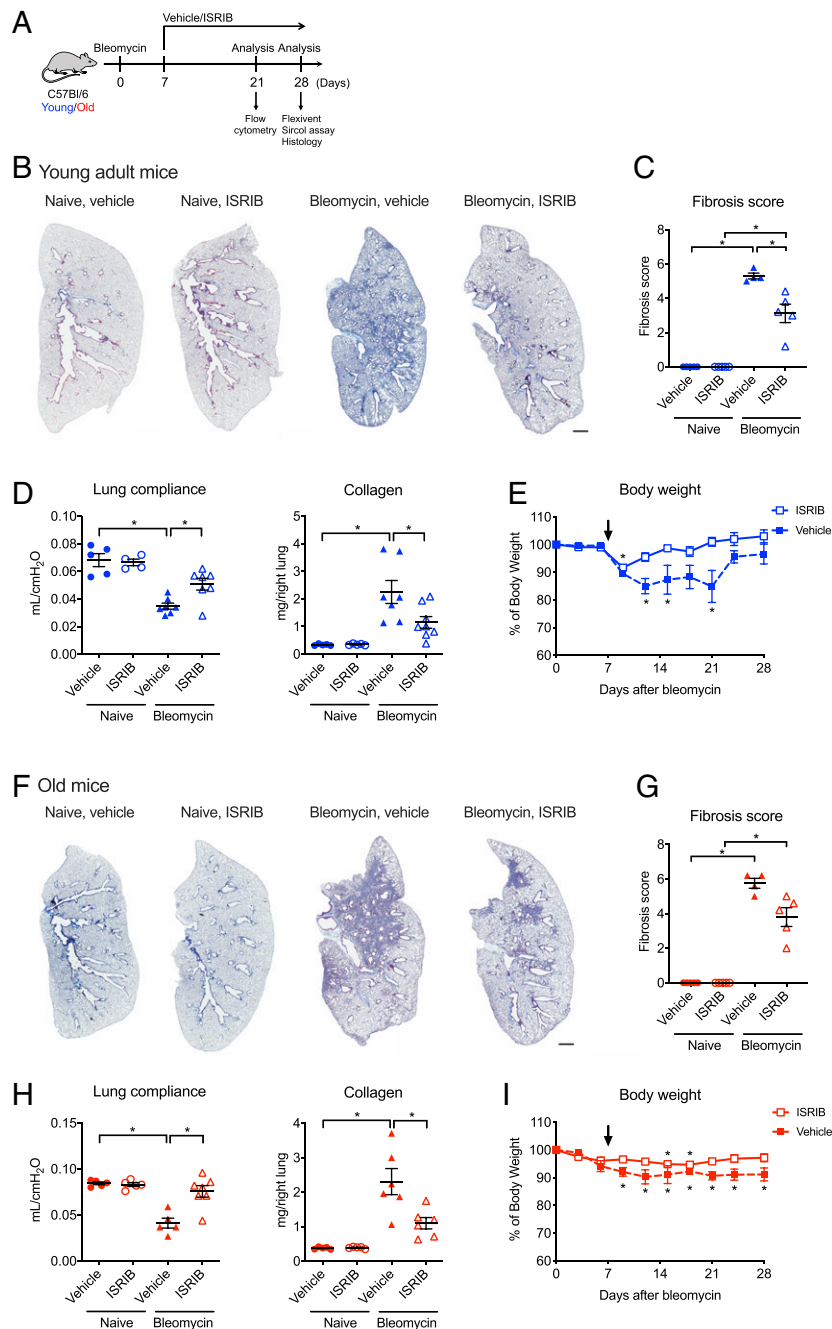 A
Vehicle/ISRIB
Bleomycin
Analysis Analysis
0 7 21 28 (Days)
C57Bl/6
Young/Old
Flow
cytometry
Flexivent
Sircol assay
Histology
B Young adult mice
Naive, vehicle Naive, ISRIB Bleomycin, vehicle Bleomycin, ISRIB
C
Fibrosis score
Fibrosis score
8
6
4
2
0
* * *
Vehicle ISRIB Vehicle ISRIB
Naive Bleomycin
D
Lung compliance
mL/cmH2O
0.10
0.08
0.06
0.04
0.02
0.00
* *
Vehicle ISRIB Vehicle ISRIB
Naive Bleomycin
Collagen
mg/right lung
5
4
3
2
1
0
* *
Vehicle ISRIB Vehicle ISRIB
Naive Bleomycin
E
Body weight
ISRIB
Vehicle
% of Body Weight
110
100
90
80
70
60
* * * *
0 7 14 21 28
Days after bleomycin
F Old mice
Naive, vehicle Naive, ISRIB Bleomycin, vehicle Bleomycin, ISRIB
G
Fibrosis score
Fibrosis score
8
6
4
2
0
* *
Vehicle ISRIB Vehicle ISRIB
Naive Bleomycin
H
Lung compliance
mL/cmH2O
0.15
0.10
0.05
0.00
* *
Vehicle ISRIB Vehicle ISRIB
Naive Bleomycin
Collagen
mg/right lung
4
3
2
1
0
* *
Vehicle ISRIB Vehicle ISRIB
Naive Bleomycin
I
Body weight
ISRIB
Vehicle
% of Body Weight
110
100
90
80
70
60
* *
* * * * * * *
0 7 14 21 28
Days after bleomycin